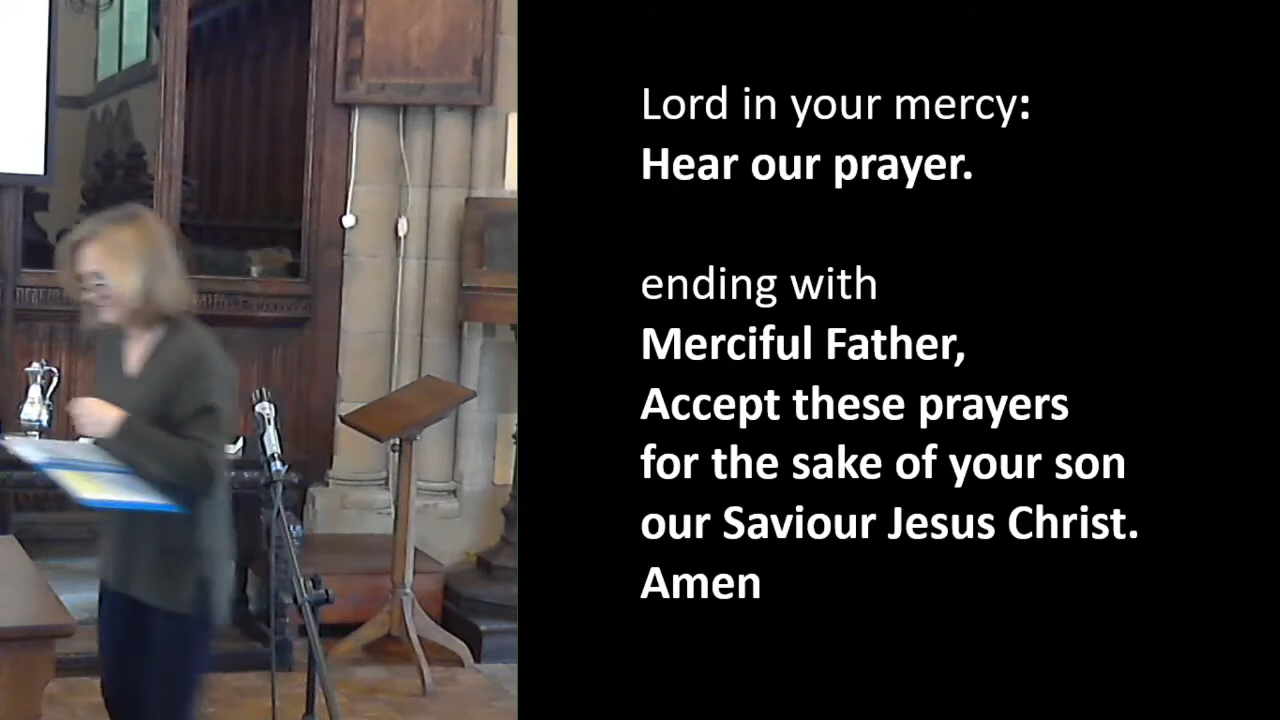 Lord in your mercy:
Hear our prayer.
ending with
Merciful Father,
Accept these prayers
for the sake of your son
our Saviour Jesus Christ.
Amen